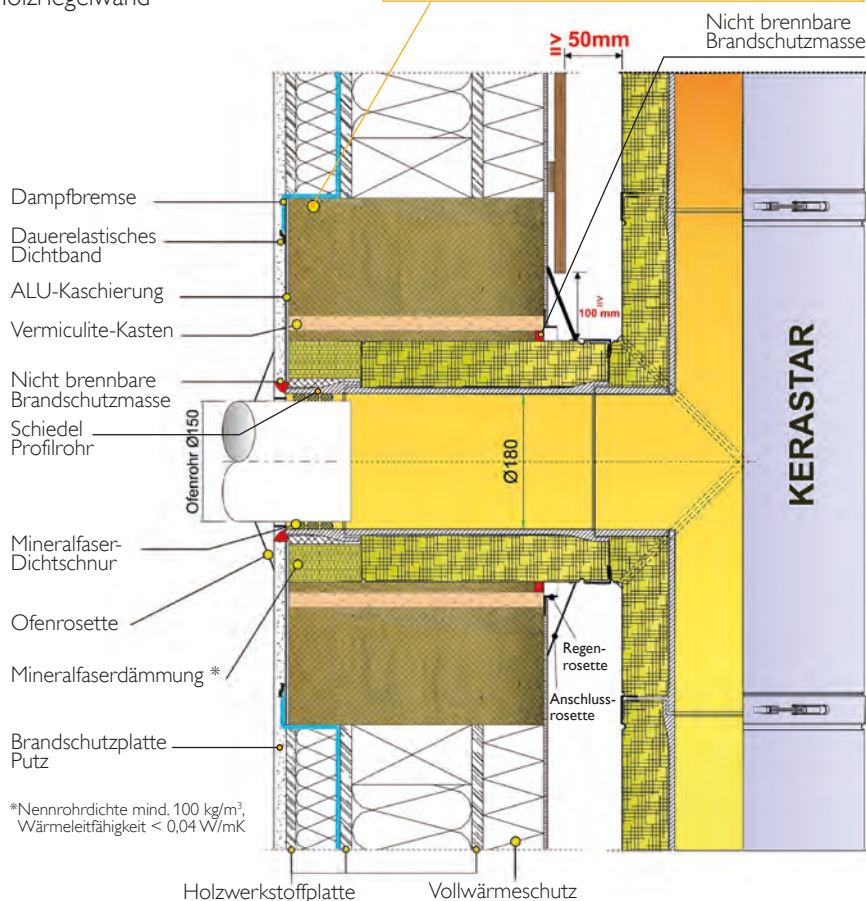 ≥ 50mm
Nicht brennbare
Brandschutzmasse
Dampfbremse
Dauerelastisches
Dichtband
ALU-Kaschierung
Vermiculite-Kasten
Nicht brennbare
Brandschutzmasse
Schiedel
Profilrohr
Mineralfaser-
Dichtschnur
Ofenrosette
Mineralfaserdämmung *
Brandschutzplatte
Putz
*Nennrohrdichte mind. 100 kg/m³,
Wärmeleitfähigkeit < 0,04 W/mK
Holzwerkstoffplatte
Vollwärmeschutz
≥
100 mm
Ofenrohr Ø150
Ø180
KERASTAR
Regen-
rosette
Anschluss-
rosette